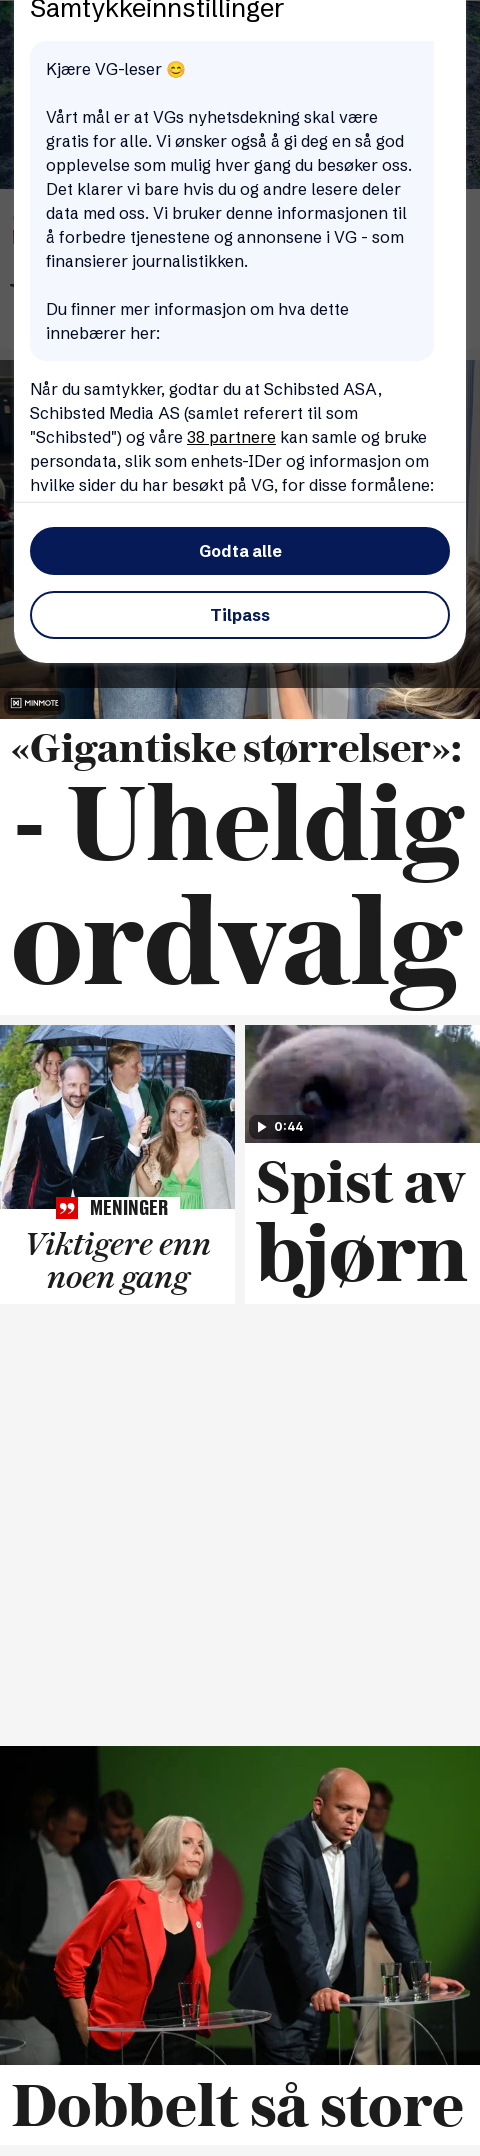 Samtykkeinnstillinger
Kjære VG-leser 😊
Vårt mål er at VGs nyhetsdekning skal være
gratis for alle. Vi ønsker også å gi deg en så god
opplevelse som mulig hver gang du besøker oss.
Det klarer vi bare hvis du og andre lesere deler
data med oss. Vi bruker denne informasjonen til
å forbedre tjenestene og annonsene i VG - som
finansierer journalistikken.
Du finner mer informasjon om hva dette
innebærer her:
Når du samtykker, godtar du at Schibsted ASA,
Schibsted Media AS (samlet referert til som
"Schibsted") og våre 38 partnere kan samle og bruke
persondata, slik som enhets-IDer og informasjon om
hvilke sider du har besøkt på VG, for disse formålene:
Godta alle
Tilpass
MINMOTE
«Gigantiske størrelser»:
- Uheldig
ordvalg
MENINGER
Viktigere enn
noen gang
0:44
Spist av
bjørn
Dobbelt så store